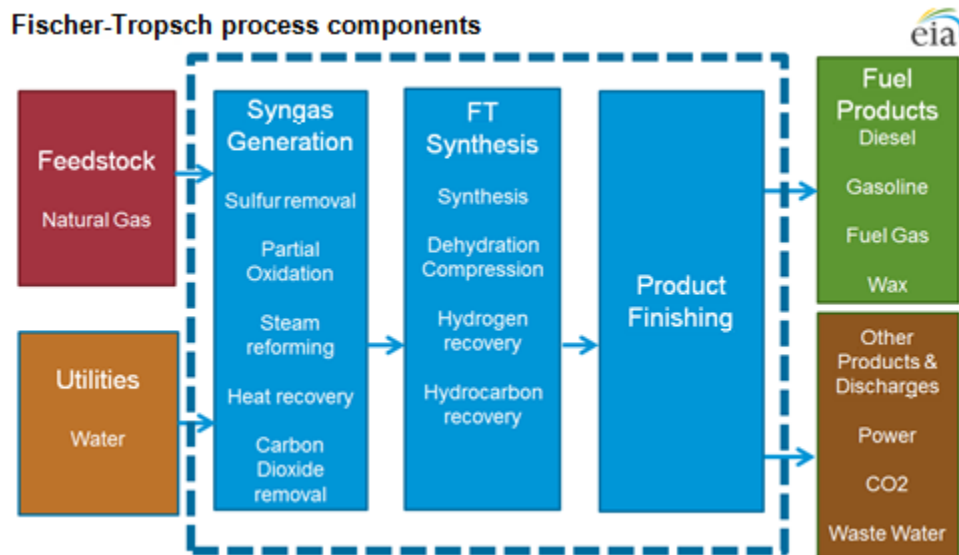 Fischer-Tropsch process components
eia
Feedstock
Natural Gas
Utilities
Water
Syngas
Generation
Sulfur removal
Partial
Oxidation
Steam
reforming
Heat recovery
Carbon
Dioxide
removal
FT
Synthesis
Synthesis
Dehydration
Compression
Hydrogen
recovery
Hydrocarbon
recovery
Product
Finishing
Fuel
Products
Diesel
Gasoline
Fuel Gas
Wax
Other
Products &
Discharges
Power
CO2
Waste Water